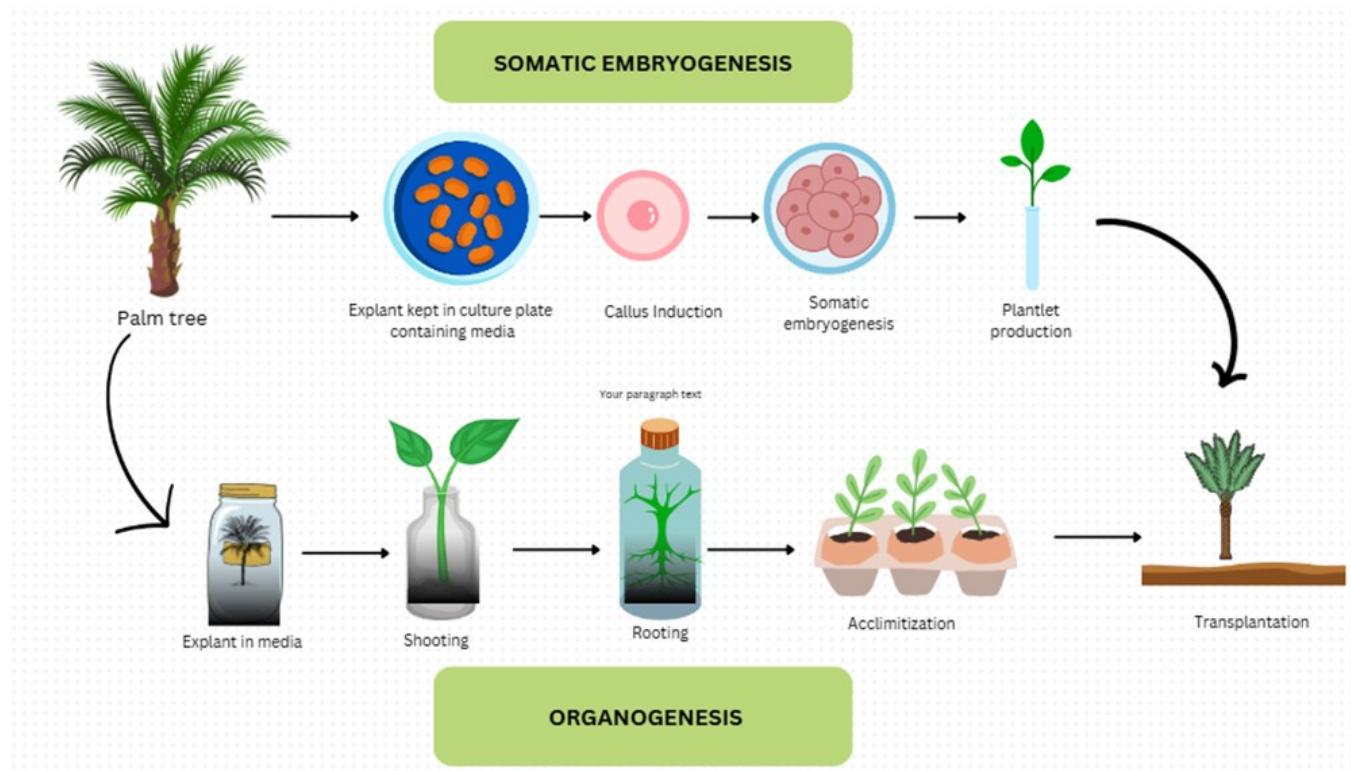 SOMATIC EMBRYOGENESIS
Palm tree
Explant kept in culture plate
containing media
Callus Induction
Somatic
embryogenesis
Plantlet
production
Your paragraph text
Explant in media
Shooting
Rooting
Acclimitization
Transplantation
ORGANOGENESIS